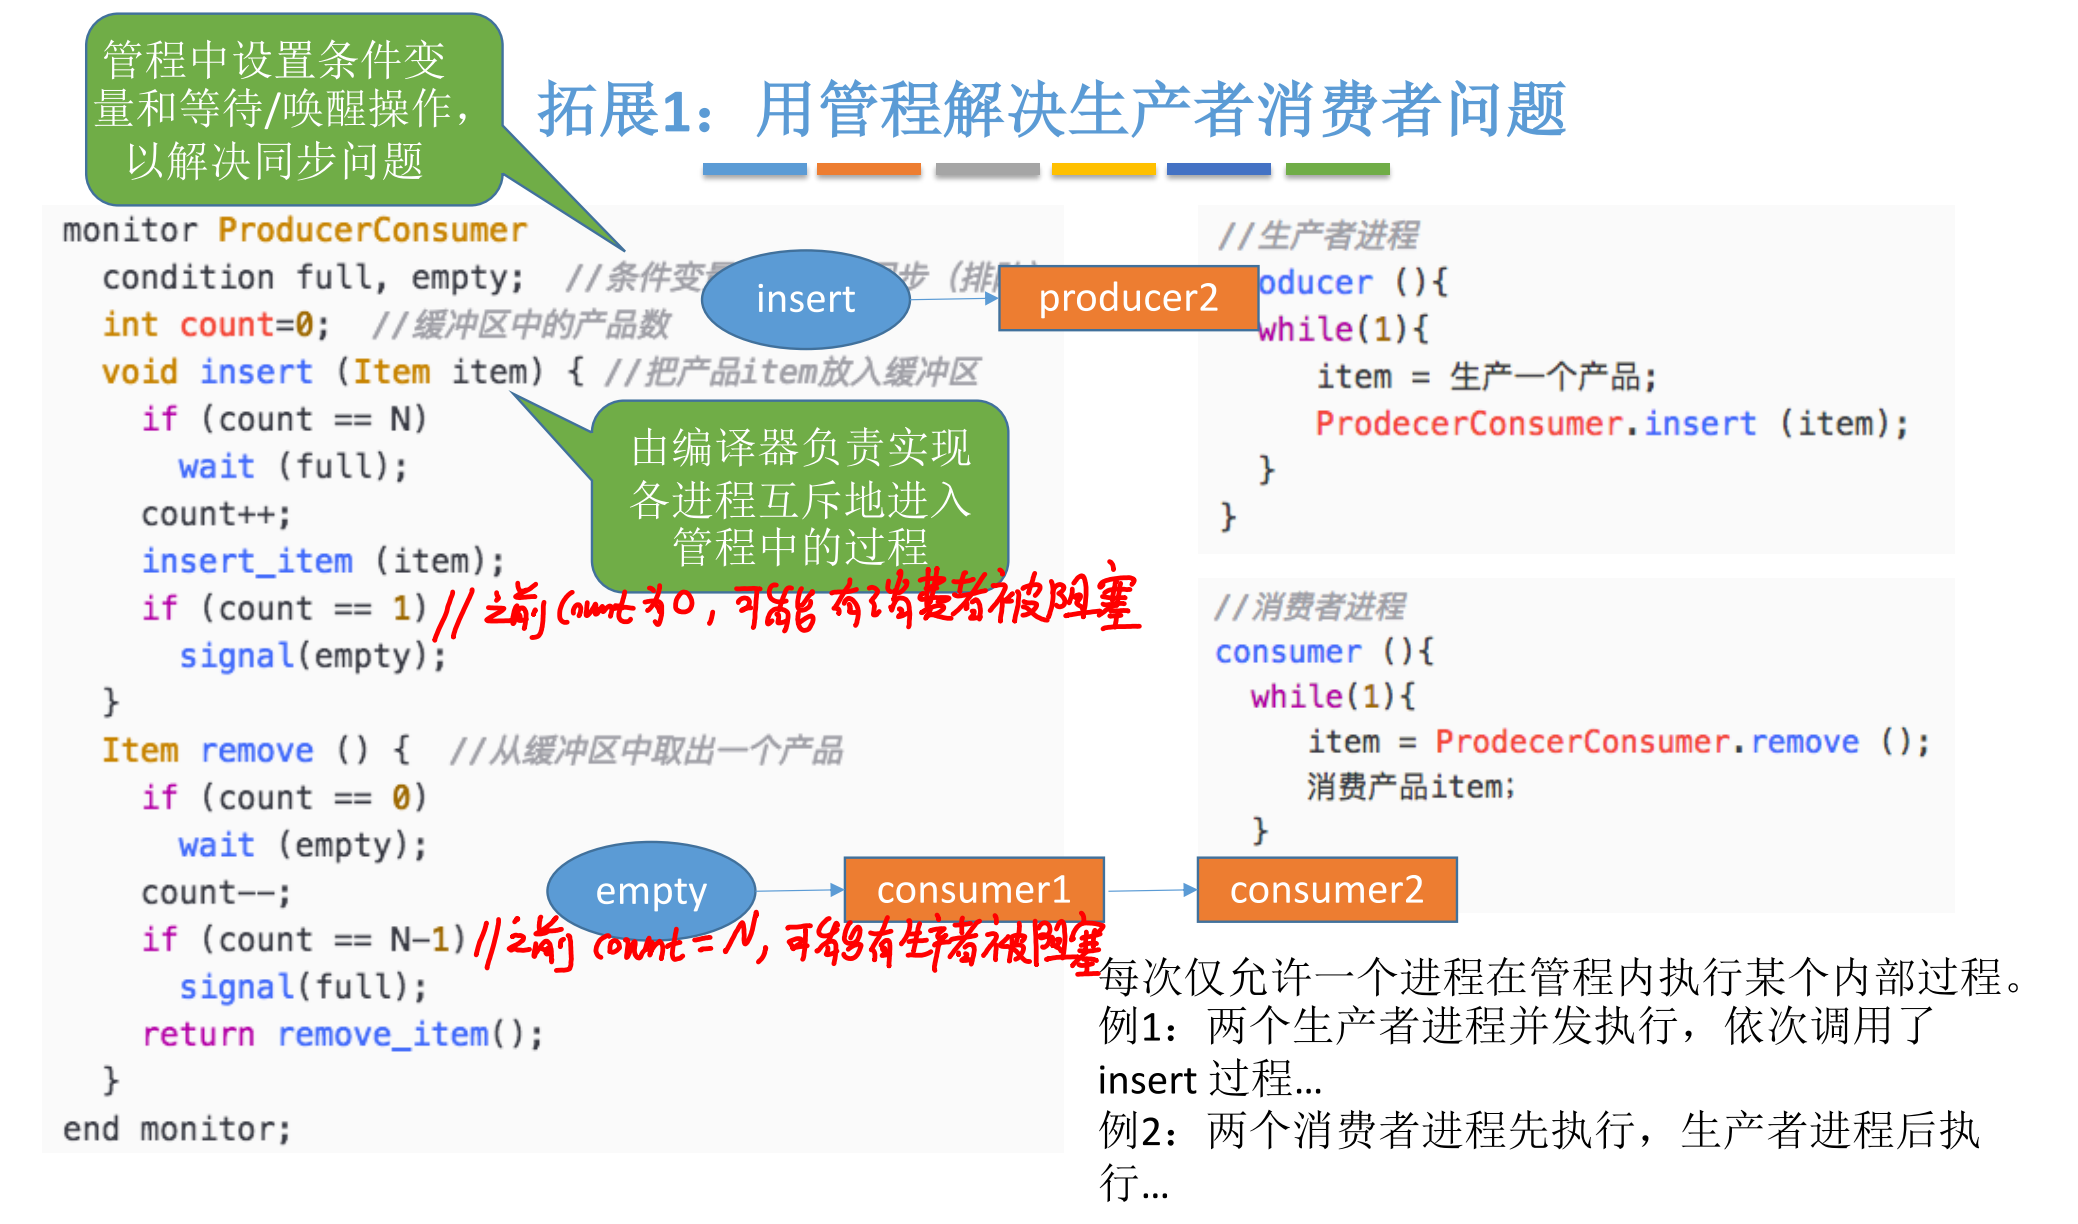 管程中设置条件变
量和等待/唤醒操作，
以解决同步问题
拓展1：用管程解决生产者消费者问题
monitor ProducerConsumer
condition full, empty; //条件变 步（排
int count=0; //缓冲区中的产品数
void insert (Item item) { //把产品item放入缓冲区
if (count == N)
wait (full);
count++;
insert_item (item);
if (count == 1) //之前count为0，可能有消费者被阻塞
signal(empty);
}
Item remove () { //从缓冲区中取出一个产品
if (count == 0)
wait (empty);
count--;
if (count == N-1) //之前count=N，可能有生产者被阻塞
signal(full);
return remove_item();
}
end monitor;
insert
producer2
由编译器负责实现
各进程互斥地进入
管程中的过程
empty
consumer1
consumer2
//生产者进程
oducer (){
while(1){
item = 生产一个产品;
ProdecerConsumer.insert (item);
}
}
//消费者进程
consumer (){
while(1){
item = ProdecerConsumer.remove ();
消费产品item;
}
每次仅允许一个进程在管程内执行某个内部过程。
例1：两个生产者进程并发执行，依次调用了
insert 过程...
例2：两个消费者进程先执行，生产者进程后执
行...